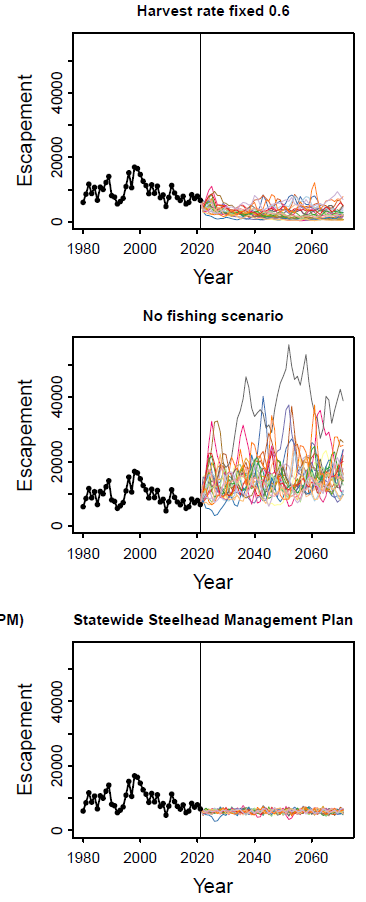 Harvest rate fixed 0.6
Escapement
40000
20000
0
1980 2000 2020 2040 2060
Year
No fishing scenario
Escapement
40000
20000
0
1980 2000 2020 2040 2060
Year
PM) Statewide Steelhead Management Plan
Escapement
40000
20000
0
1980 2000 2020 2040 2060
Year